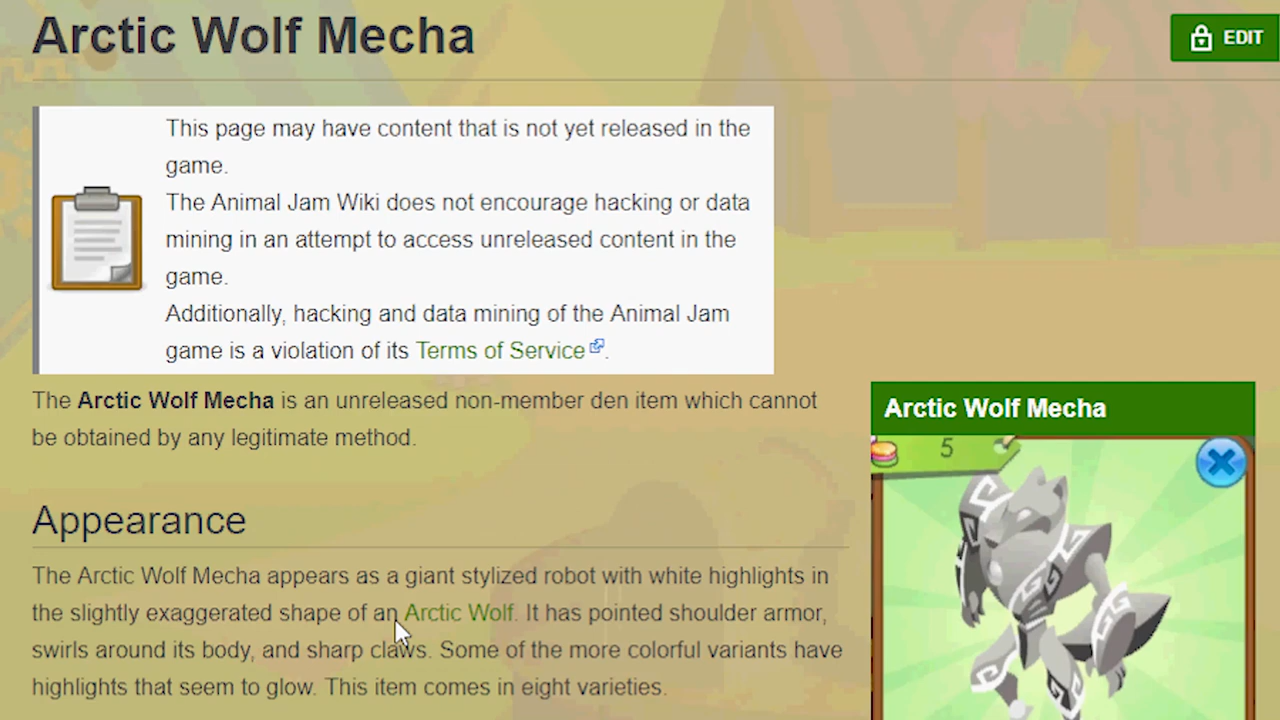 Arctic Wolf Mecha
EDIT
This page may have content that is not yet released in the
game.
The Animal Jam Wiki does not encourage hacking or data
mining in an attempt to access unreleased content in the
game.
Additionally, hacking and data mining of the Animal Jam
game is a violation of its Terms of Service.
The Arctic Wolf Mecha is an unreleased non-member den item which cannot
be obtained by any legitimate method.
Arctic Wolf Mecha
5
Appearance
The Arctic Wolf Mecha appears as a giant stylized robot with white highlights in
the slightly exaggerated shape of an Arctic Wolf. It has pointed shoulder armor,
swirls around its body, and sharp claws. Some of the more colorful variants have
highlights that seem to glow. This item comes in eight varieties.